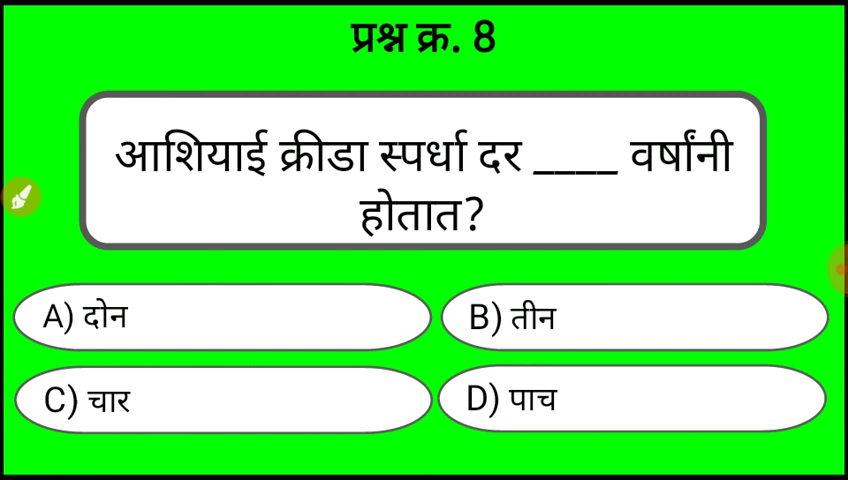 प्रश्न क्र. 8
आशियाई क्रीडा स्पर्धा दर ____ वर्षांनी
होतात?
A) दोन
B) तीन
C) चार
D) पाच